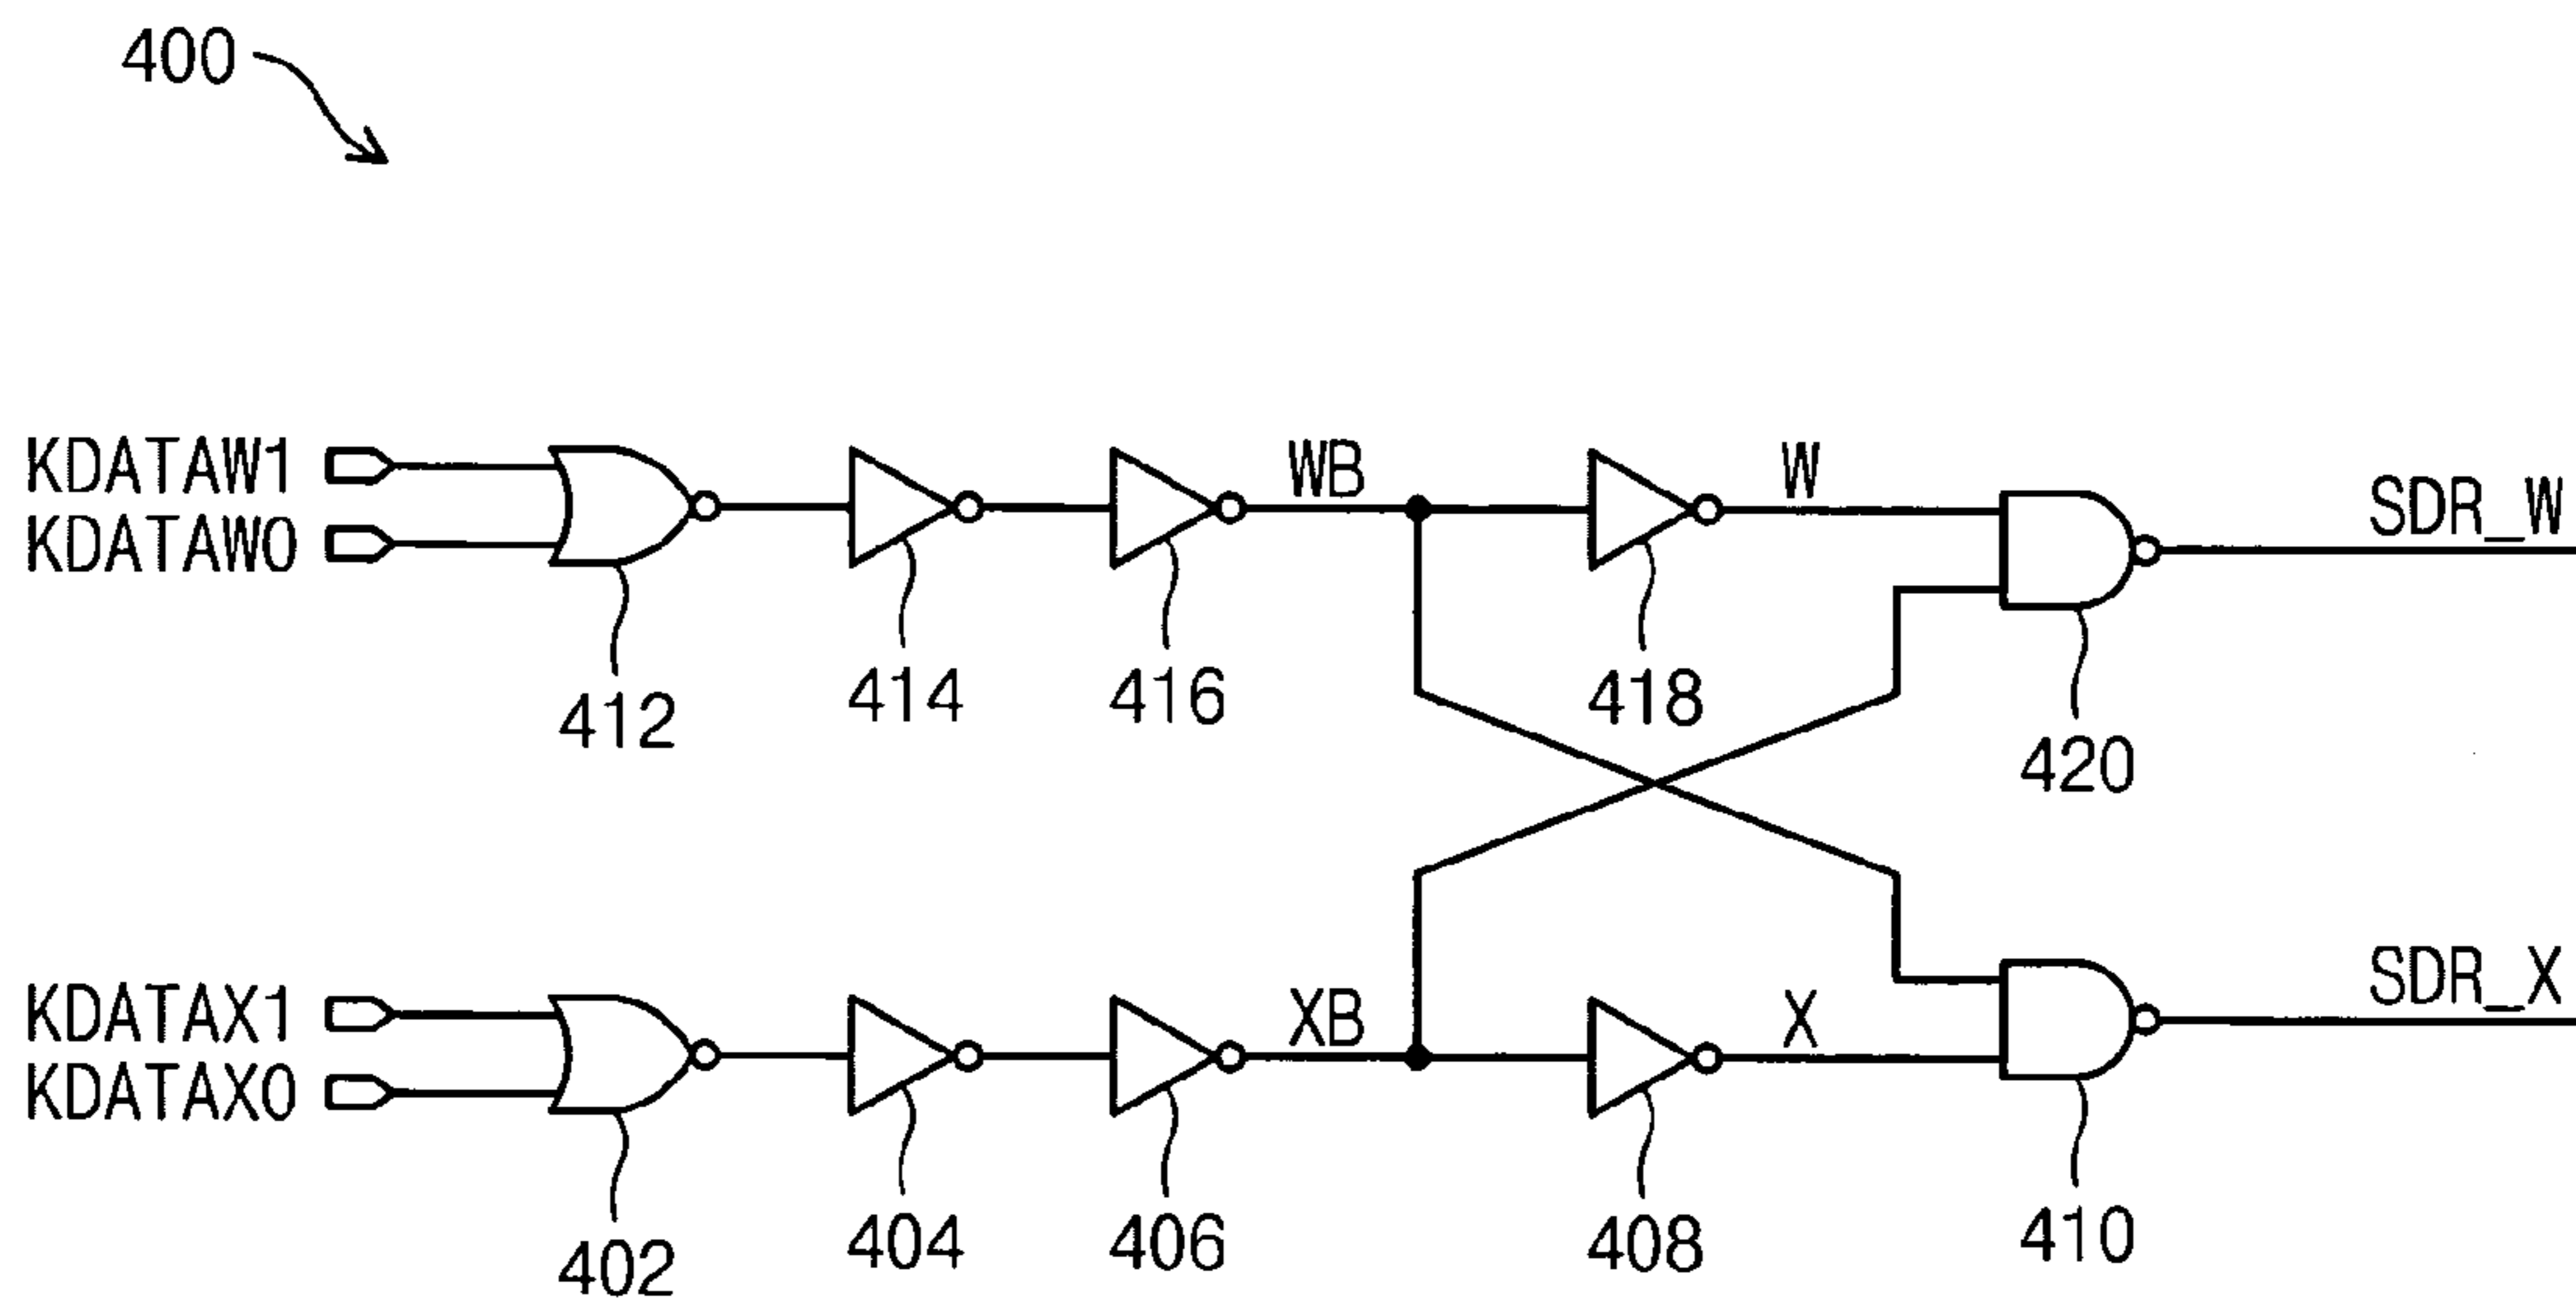 400
KDATAW1
KDATAW0
WB
W
SDR_W
412
414
416
418
420
KDATAX1
KDATAX0
XB
X
SDR_X
402
404
406
408
410